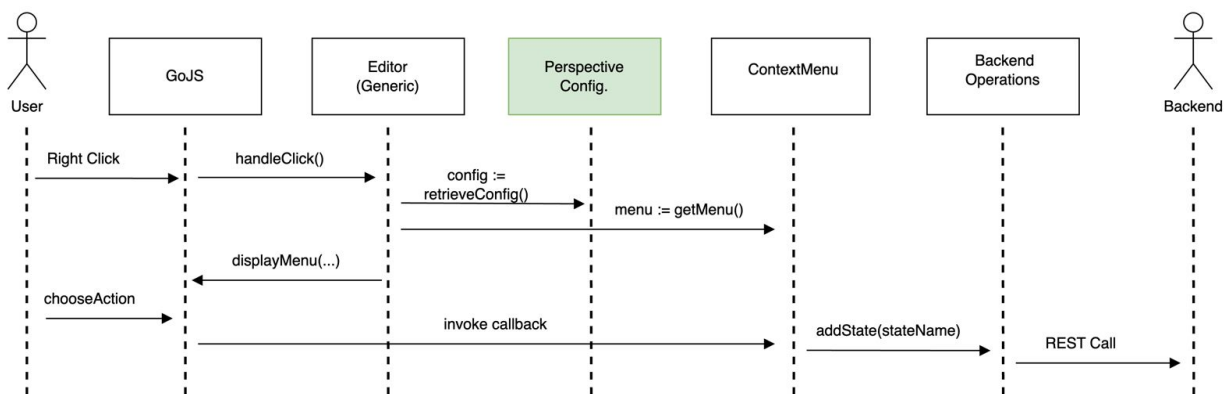 GoJS
Editor
(Generic)
Perspective
Config.
ContextMenu
Backend
Operations
User
Backend
Right Click
handleClick()
config :=
retrieveConfig()
menu := getMenu()
displayMenu(...)
chooseAction
invoke callback
addState(stateName)
REST Call